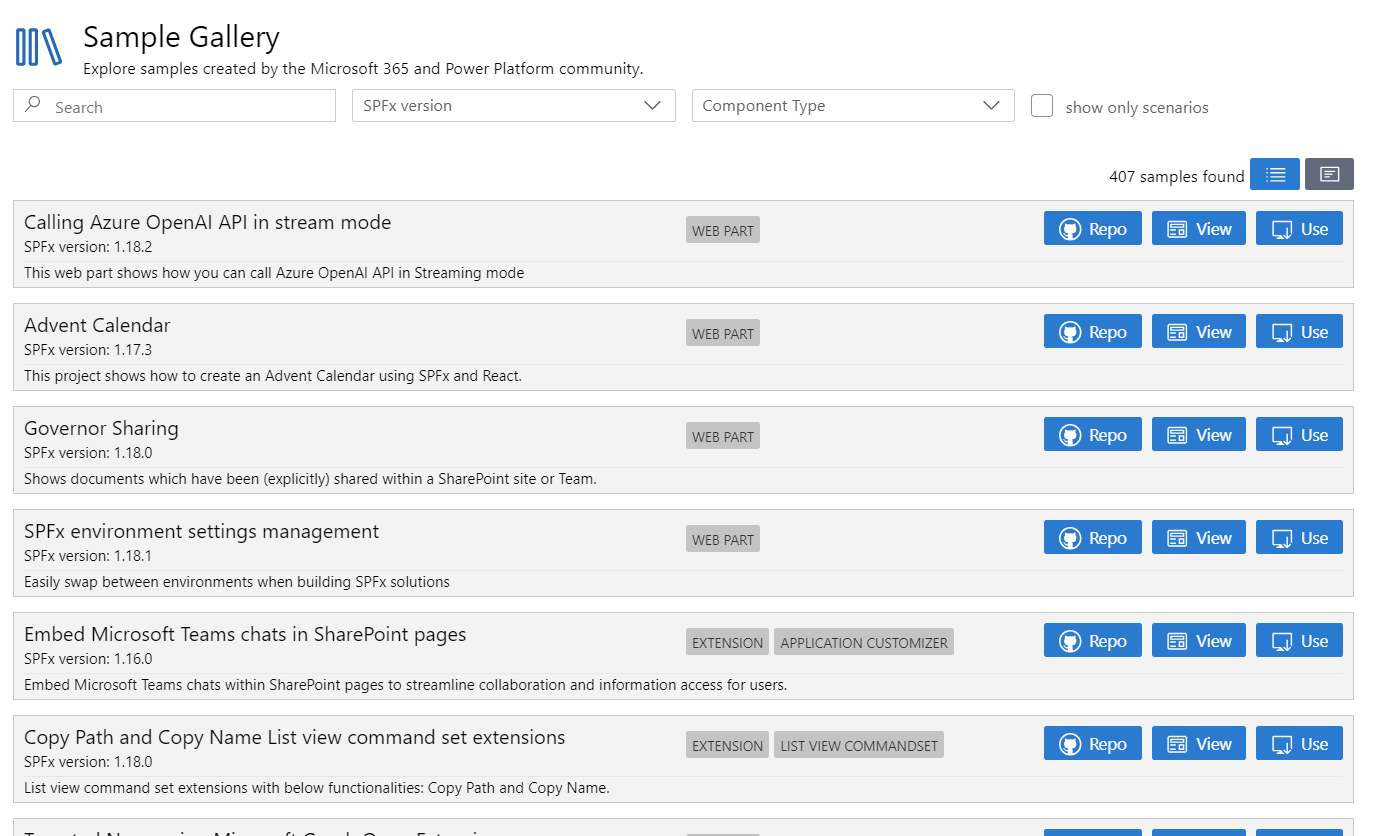 Sample Gallery
Explore samples created by the Microsoft 365 and Power Platform community.
Search
SPFx version
Component Type
show only scenarios
407 samples found
Calling Azure OpenAI API in stream mode
WEB PART
Repo
View
Use
SPFx version: 1.18.2
This web part shows how you can call Azure OpenAI API in Streaming mode
Advent Calendar
WEB PART
Repo
View
Use
SPFx version: 1.17.3
This project shows how to create an Advent Calendar using SPFx and React.
Governor Sharing
WEB PART
Repo
View
Use
SPFx version: 1.18.0
Shows documents which have been (explicitly) shared within a SharePoint site or Team.
SPFx environment settings management
WEB PART
Repo
View
Use
SPFx version: 1.18.1
Easily swap between environments when building SPFx solutions
Embed Microsoft Teams chats in SharePoint pages
EXTENSION
APPLICATION CUSTOMIZER
Repo
View
Use
SPFx version: 1.16.0
Embed Microsoft Teams chats within SharePoint pages to streamline collaboration and information access for users.
Copy Path and Copy Name List view command set extensions
EXTENSION
LIST VIEW COMMANDSET
Repo
View
Use
SPFx version: 1.18.0
List view command set extensions with below functionalities: Copy Path and Copy Name.